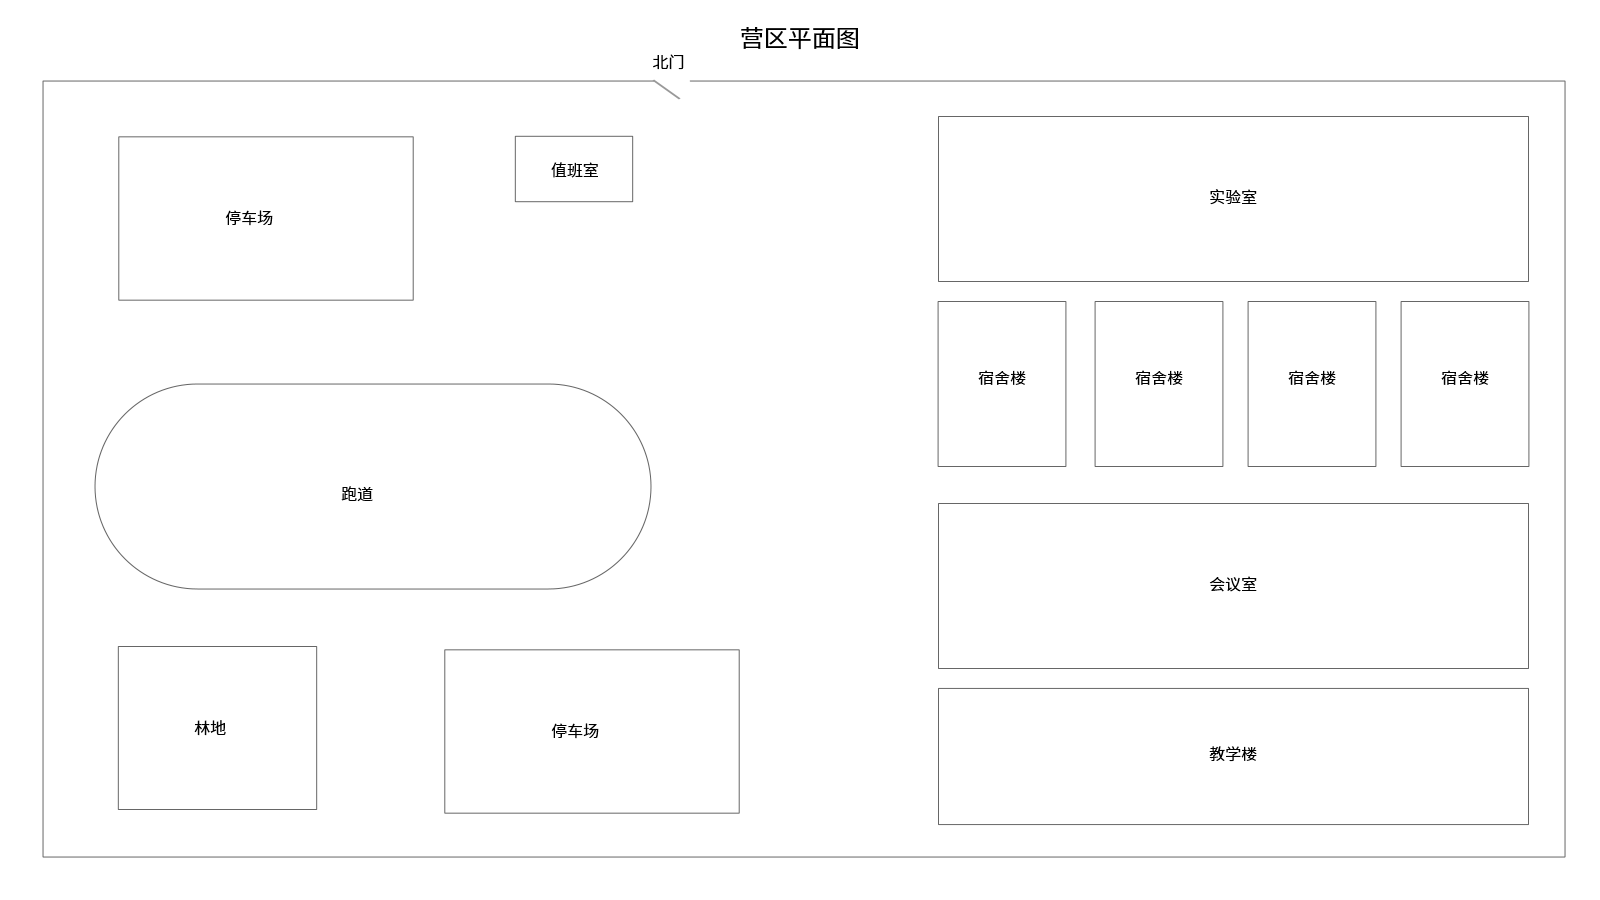 营区平面图
北门
停车场
值班室
实验室
宿舍楼
宿舍楼
宿舍楼
宿舍楼
跑道
会议室
林地
停车场
教学楼